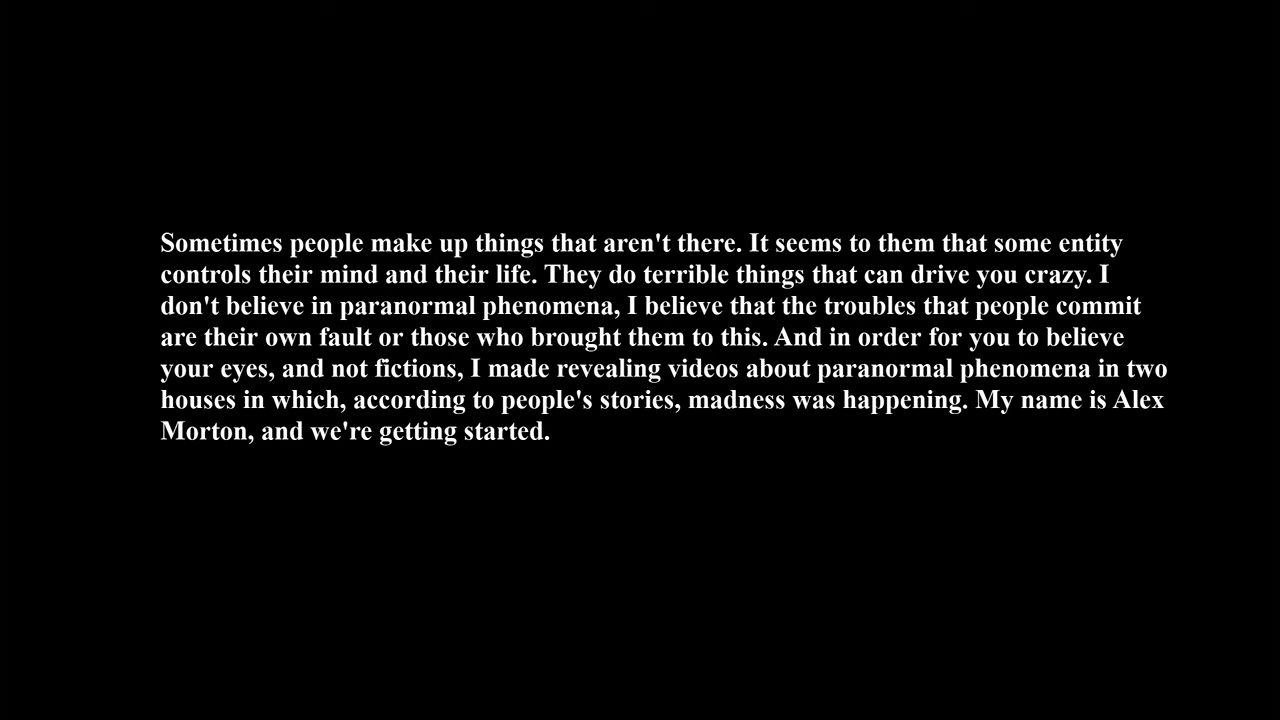 Sometimes people make up things that aren't there. It seems to them that some entity
controls their mind and their life. They do terrible things that can drive you crazy. I
don't believe in paranormal phenomena, I believe that the troubles that people commit
are their own fault or those who brought them to this. And in order for you to believe
your eyes, and not fictions, I made revealing videos about paranormal phenomena in two
houses in which, according to people's stories, madness was happening. My name is Alex
Morton, and we're getting started.